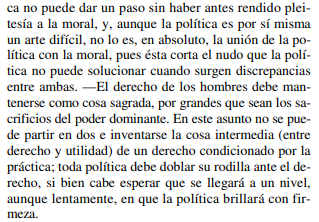 ca no puede dar un paso sin haber antes rendido plei-
tesía a la moral, y, aunque la política es por sí misma
un arte difícil, no lo es, en absoluto, la unión de la po-
lítica con la moral, pues ésta corta el nudo que la polí-
tica no puede solucionar cuando surgen discrepancias
entre ambas. —El derecho de los hombres debe man-
tenerse como cosa sagrada, por grandes que sean los sa-
crificios del poder dominante. En este asunto no se pue-
de partir en dos e inventarse la cosa intermedia (entre
derecho y utilidad) de un derecho condicionado por la
práctica; toda política debe doblar su rodilla ante el de-
recho, si bien cabe esperar que se llegará a un nivel,
aunque lentamente, en que la política brillará con fir-
meza.